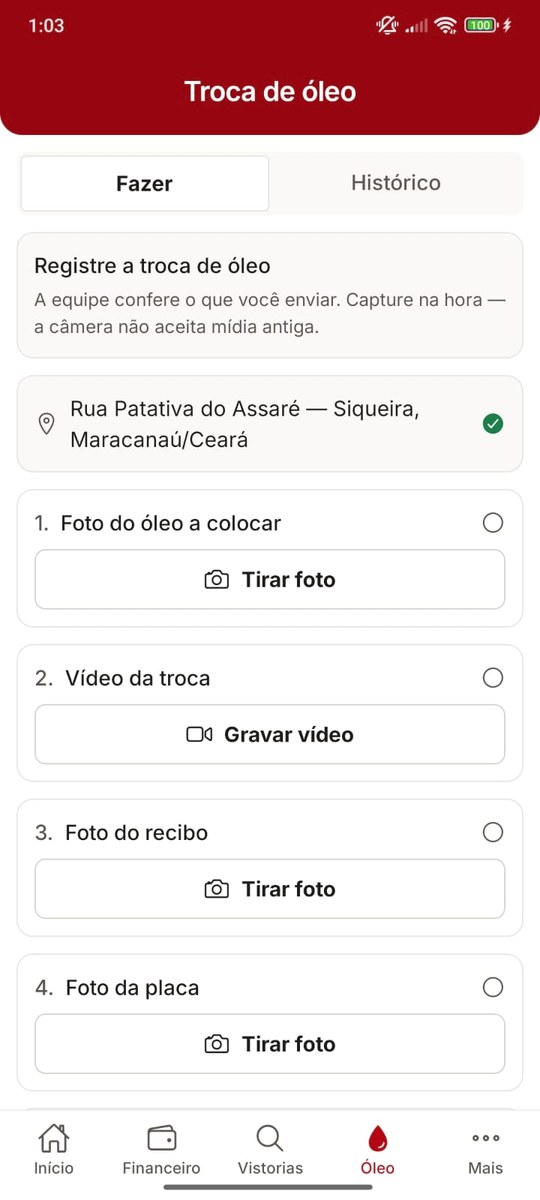 1:03
100
Troca de óleo
Fazer
Histórico
Registre a troca de óleo
A equipe confere o que você enviar. Capture na hora —
a câmera não aceita mídia antiga.
Rua Patativa do Assaré — Siqueira,
Maracanaú/Ceará
1. Foto do óleo a colocar
Tirar foto
2. Vídeo da troca
Gravar vídeo
3. Foto do recibo
Tirar foto
4. Foto da placa
Tirar foto
Início
Financeiro
Vistorias
Óleo
Mais